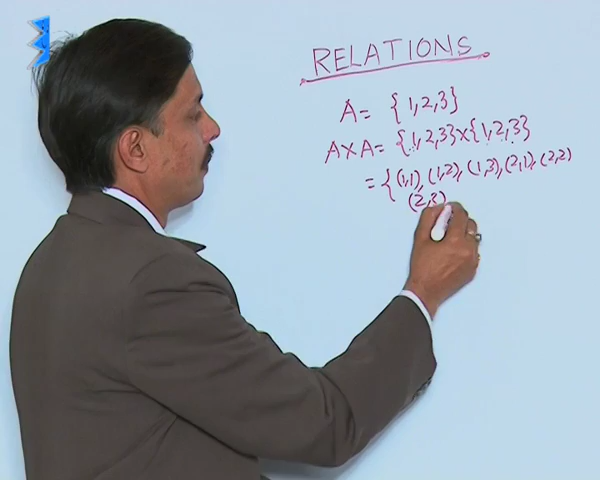 RELATIONS
A = {1,2,3}
A×A = {1,2,3}×{1,2,3}
= {(1,1),(1,2),(1,3),(2,1),(2,2)
(2,3)